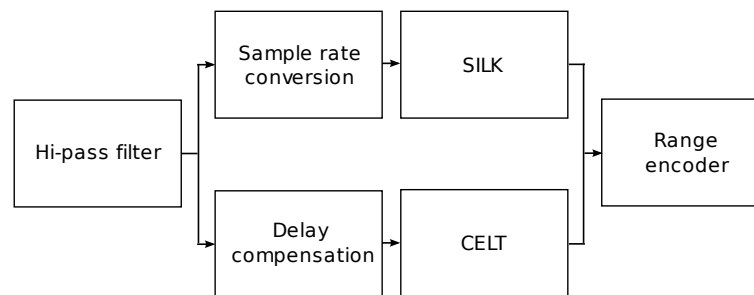 Hi-pass filter
Sample rate
conversion
SILK
Delay
compensation
CELT
Range
encoder